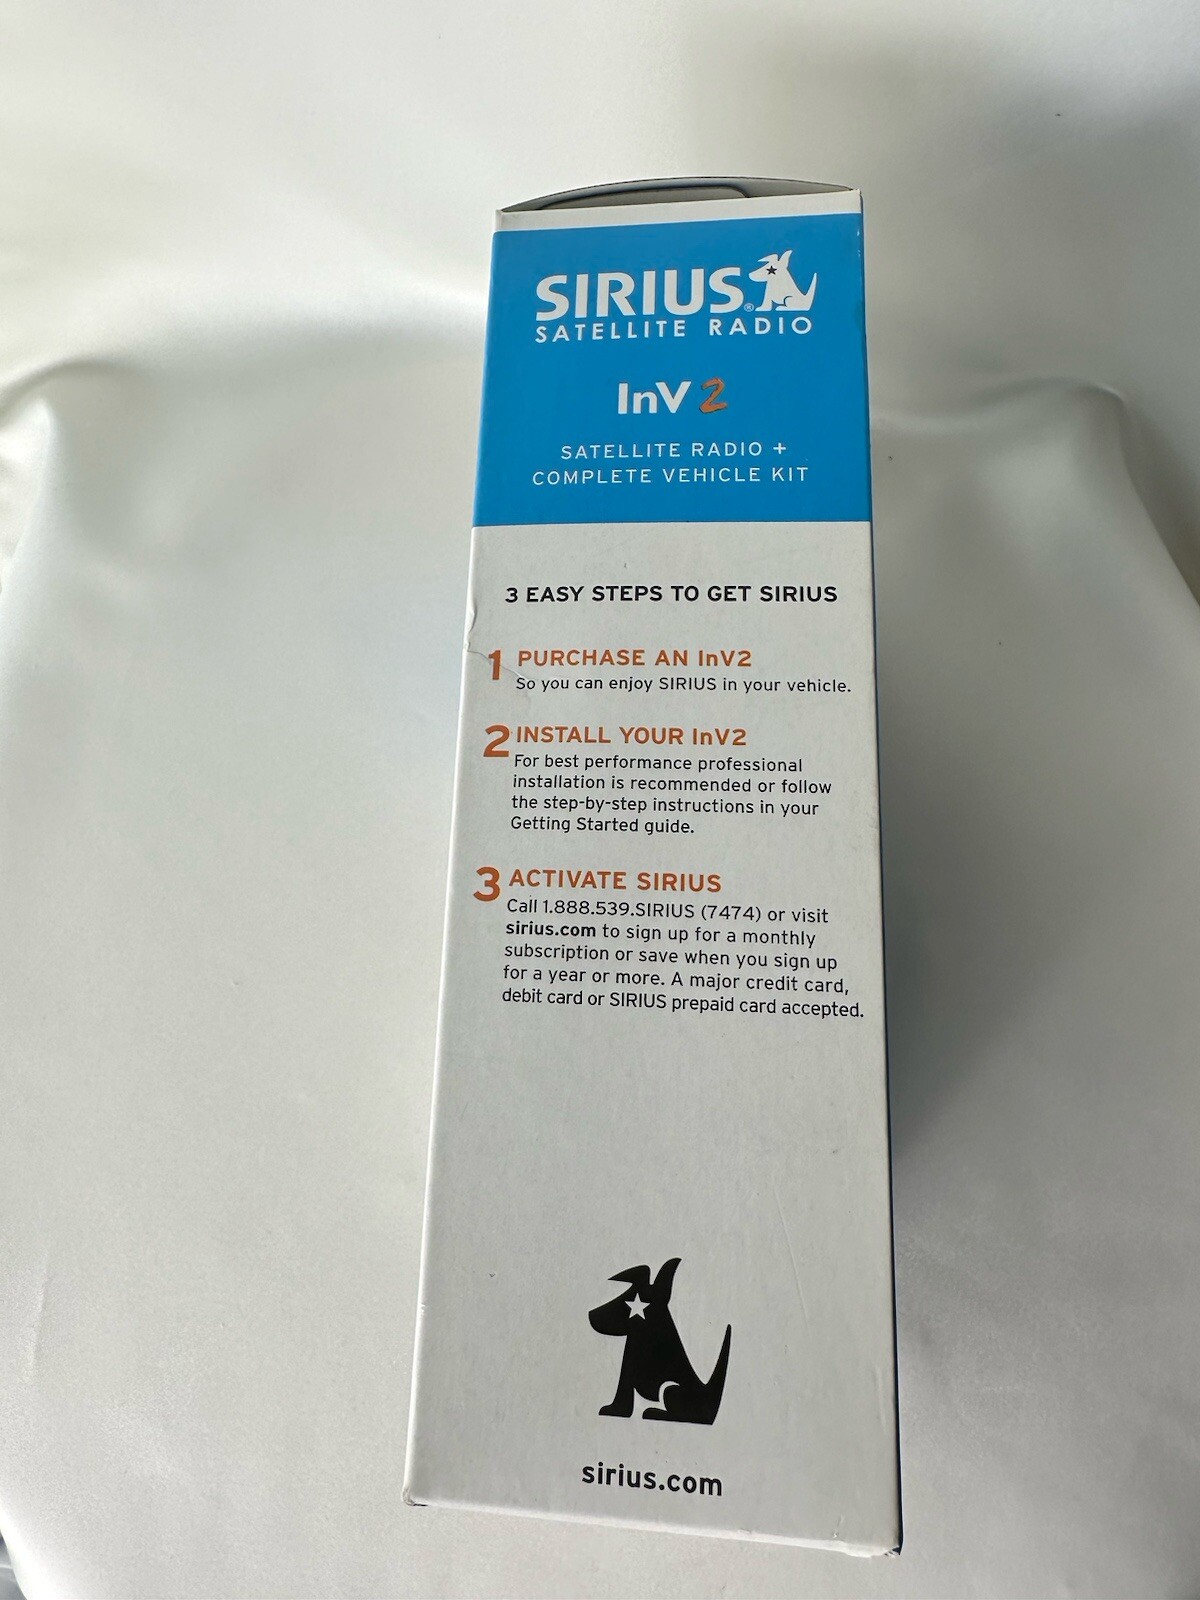 SIRIUS®
SATELLITE RADIO
InV 2
SATELLITE RADIO +
COMPLETE VEHICLE KIT
3 EASY STEPS TO GET SIRIUS
1 PURCHASE AN InV2
So you can enjoy SIRIUS in your vehicle.
2 INSTALL YOUR InV2
For best performance professional
installation is recommended or follow
the step-by-step instructions in your
Getting Started guide.
3 ACTIVATE SIRIUS
Call 1.888.539.SIRIUS (7474) or visit
sirius.com to sign up for a monthly
subscription or save when you sign up
for a year or more. A major credit card,
debit card or SIRIUS prepaid card accepted.
sirius.com